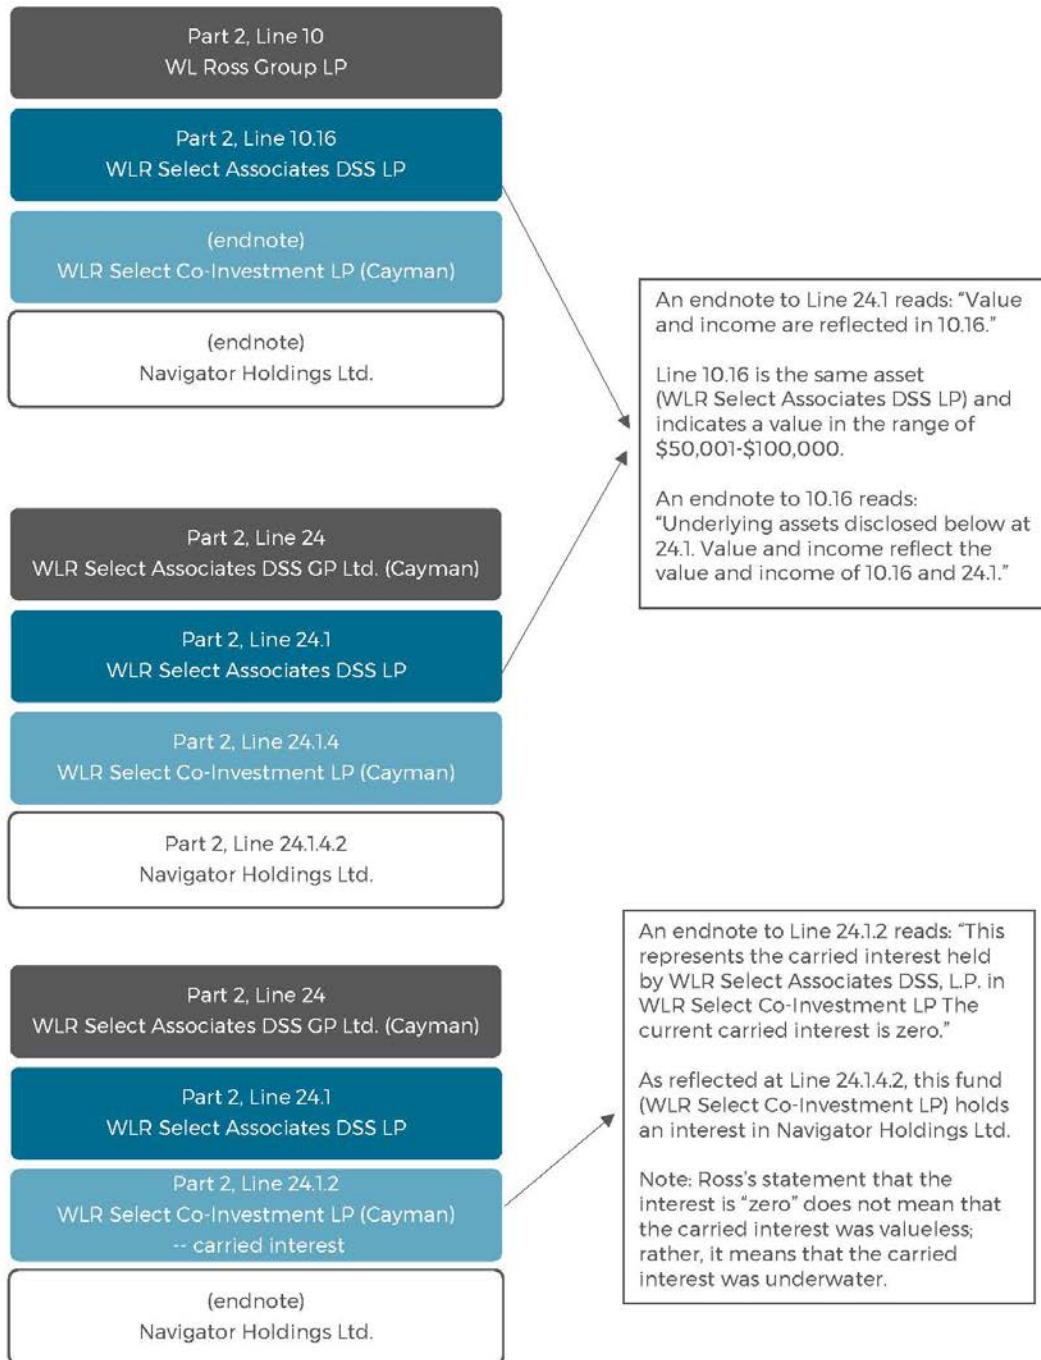 Part 2, Line 10
WL Ross Group LP
Part 2, Line 10.16
WLR Select Associates DSS LP
(endnote)
WLR Select Co-Investment LP (Cayman)
(endnote)
Navigator Holdings Ltd.
An endnote to Line 24.1 reads: “Value
and income are reflected in 10.16.”
Line 10.16 is the same asset
(WLR Select Associates DSS LP) and
indicates a value in the range of
$50,001-$100,000.
An endnote to 10.16 reads:
“Underlying assets disclosed below at
24.1. Value and income reflect the
value and income of 10.16 and 24.1.”
Part 2, Line 24
WLR Select Associates DSS GP Ltd. (Cayman)
Part 2, Line 24.1
WLR Select Associates DSS LP
Part 2, Line 24.1.4
WLR Select Co-Investment LP (Cayman)
Part 2, Line 24.1.4.2
Navigator Holdings Ltd.
Part 2, Line 24
WLR Select Associates DSS GP Ltd. (Cayman)
Part 2, Line 24.1
WLR Select Associates DSS LP
Part 2, Line 24.1.2
WLR Select Co-Investment LP (Cayman)
-- carried interest
(endnote)
Navigator Holdings Ltd.
An endnote to Line 24.1.2 reads: “This
represents the carried interest held
by WLR Select Associates DSS, L.P. in
WLR Select Co-Investment LP The
current carried interest is zero.”
As reflected at Line 24.1.4.2, this fund
(WLR Select Co-Investment LP) holds
an interest in Navigator Holdings Ltd.
Note: Ross’s statement that the
interest is “zero” does not mean that
the carried interest was valueless;
rather, it means that the carried
interest was underwater.